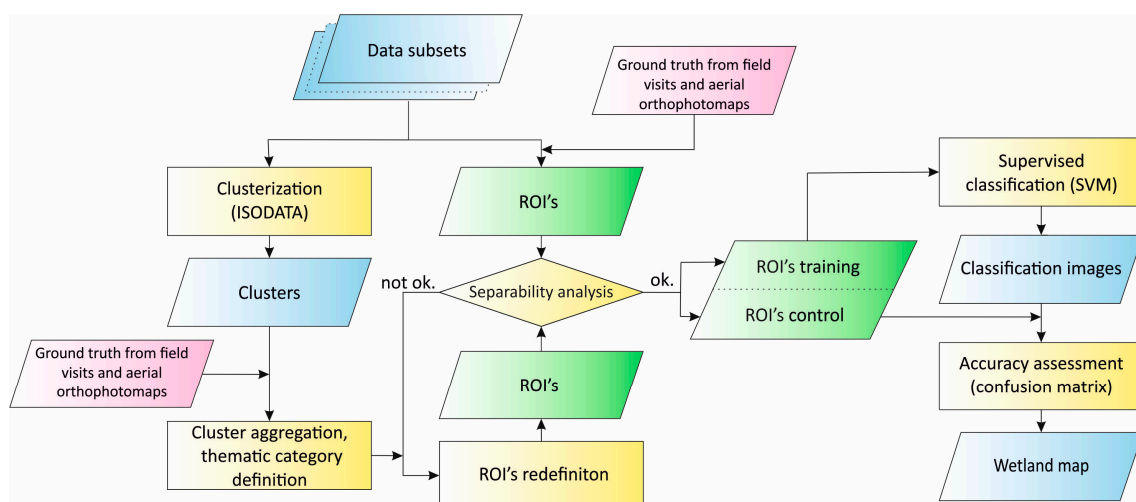 Data subsets
Ground truth from field
visits and aerial
orthophotomaps
Clusterization
(ISODATA)
ROI's
Supervised
classification (SVM)
Clusters
not ok.
Separability analysis
ok.
ROI's training
ROI's control
Classification images
Ground truth from field
visits and aerial
orthophotomaps
ROI's
Accuracy assessment
(confusion matrix)
Cluster aggregation,
thematic category
definition
ROI's redefiniton
Wetland map